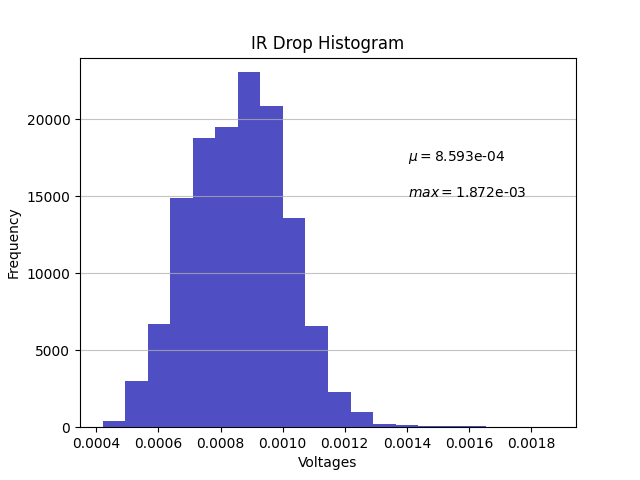 IR Drop Histogram
20000
15000
10000
5000
0
Frequency
μ = 8.593e-04
max = 1.872e-03
0.0004 0.0006 0.0008 0.0010 0.0012 0.0014 0.0016 0.0018
Voltages